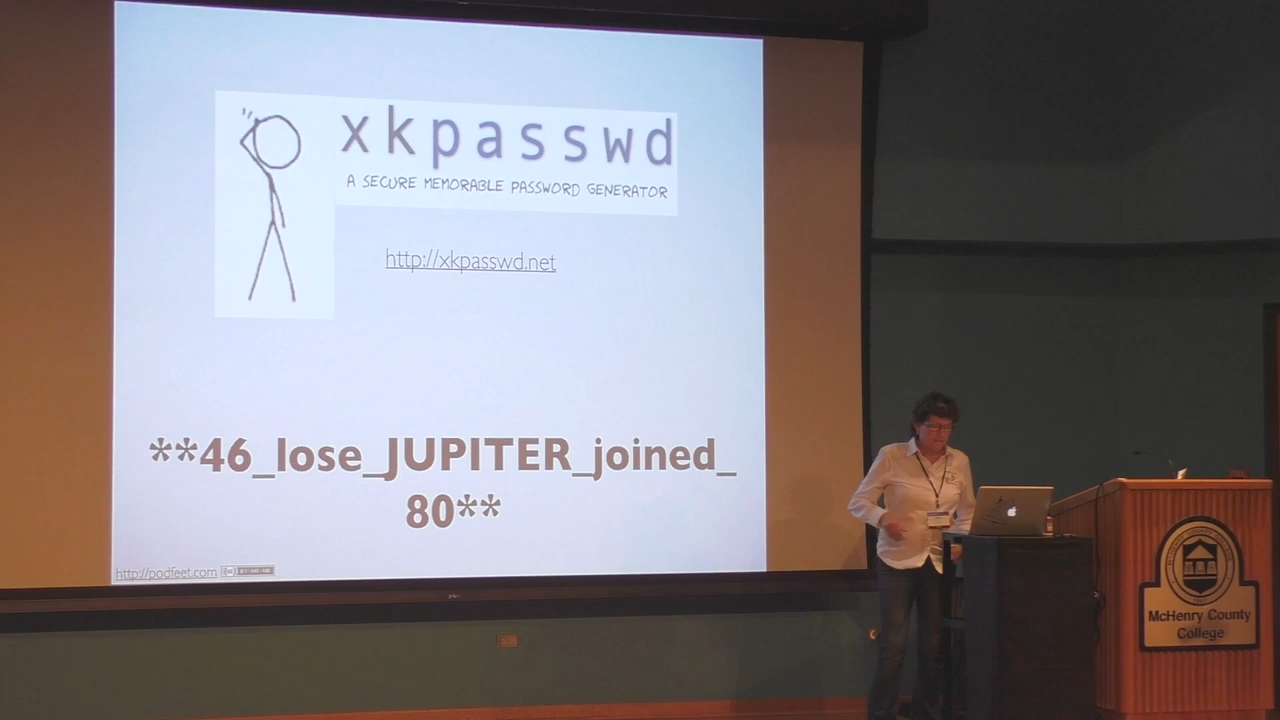 xkpasswd
A SECURE MEMORABLE PASSWORD GENERATOR
http://xkpasswd.net
**46_lose_JUPITER_joined_
80**
http://podfeet.com
McHenry County
College